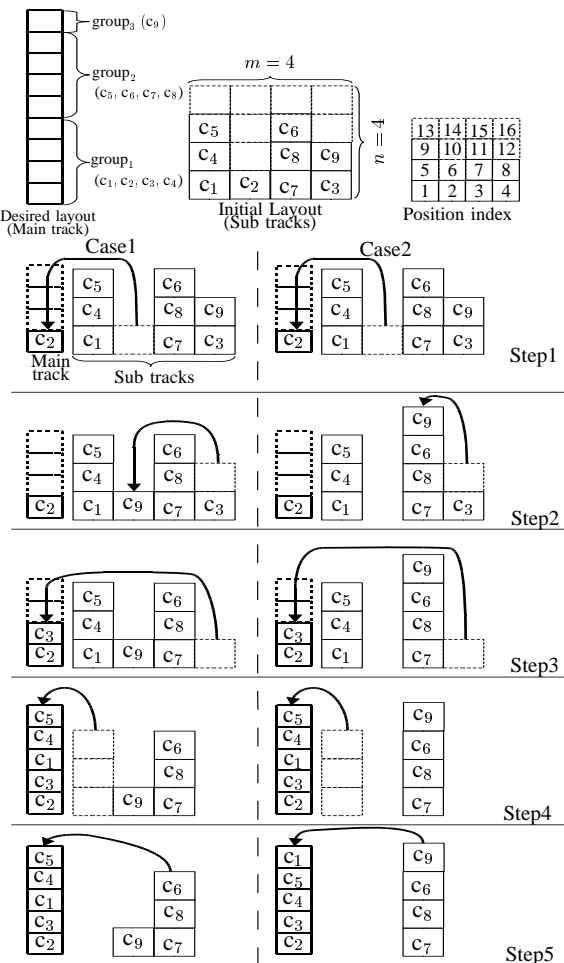 group₃ (c₉)
group₂
(c₅, c₆, c₇, c₈)
group₁
(c₁, c₂, c₃, c₄)
Desired layout
(Main track)
m = 4
n = 4
c₅ c₆
c₄ c₈ c₉
c₁ c₂ c₇ c₃
Initial Layout
(Sub tracks)
13 14 15 16
9 10 11 12
5 6 7 8
1 2 3 4
Position index
Case1
c₅ c₆
c₄ c₈ c₉
c₂ c₁ c₇ c₃
Main
track
Sub tracks
Case2
c₅ c₆
c₄ c₈ c₉
c₂ c₁ c₇ c₃
Step1
c₅ c₆
c₄ c₈
c₂ c₁ c₉ c₇ c₃
c₉
c₅ c₆
c₄ c₈
c₂ c₁ c₇ c₃
Step2
c₅ c₆
c₃ c₄ c₈
c₂ c₁ c₉ c₇
c₉
c₅ c₆
c₃ c₄ c₈
c₂ c₁ c₇
Step3
c₅
c₄ c₆
c₁ c₈
c₃
c₂ c₉ c₇
c₅ c₉
c₄ c₆
c₁ c₈
c₃
c₂ c₇
Step4
c₅
c₄ c₆
c₁ c₈
c₃
c₂ c₉ c₇
c₁ c₉
c₅ c₆
c₄ c₈
c₃
c₂ c₇
Step5